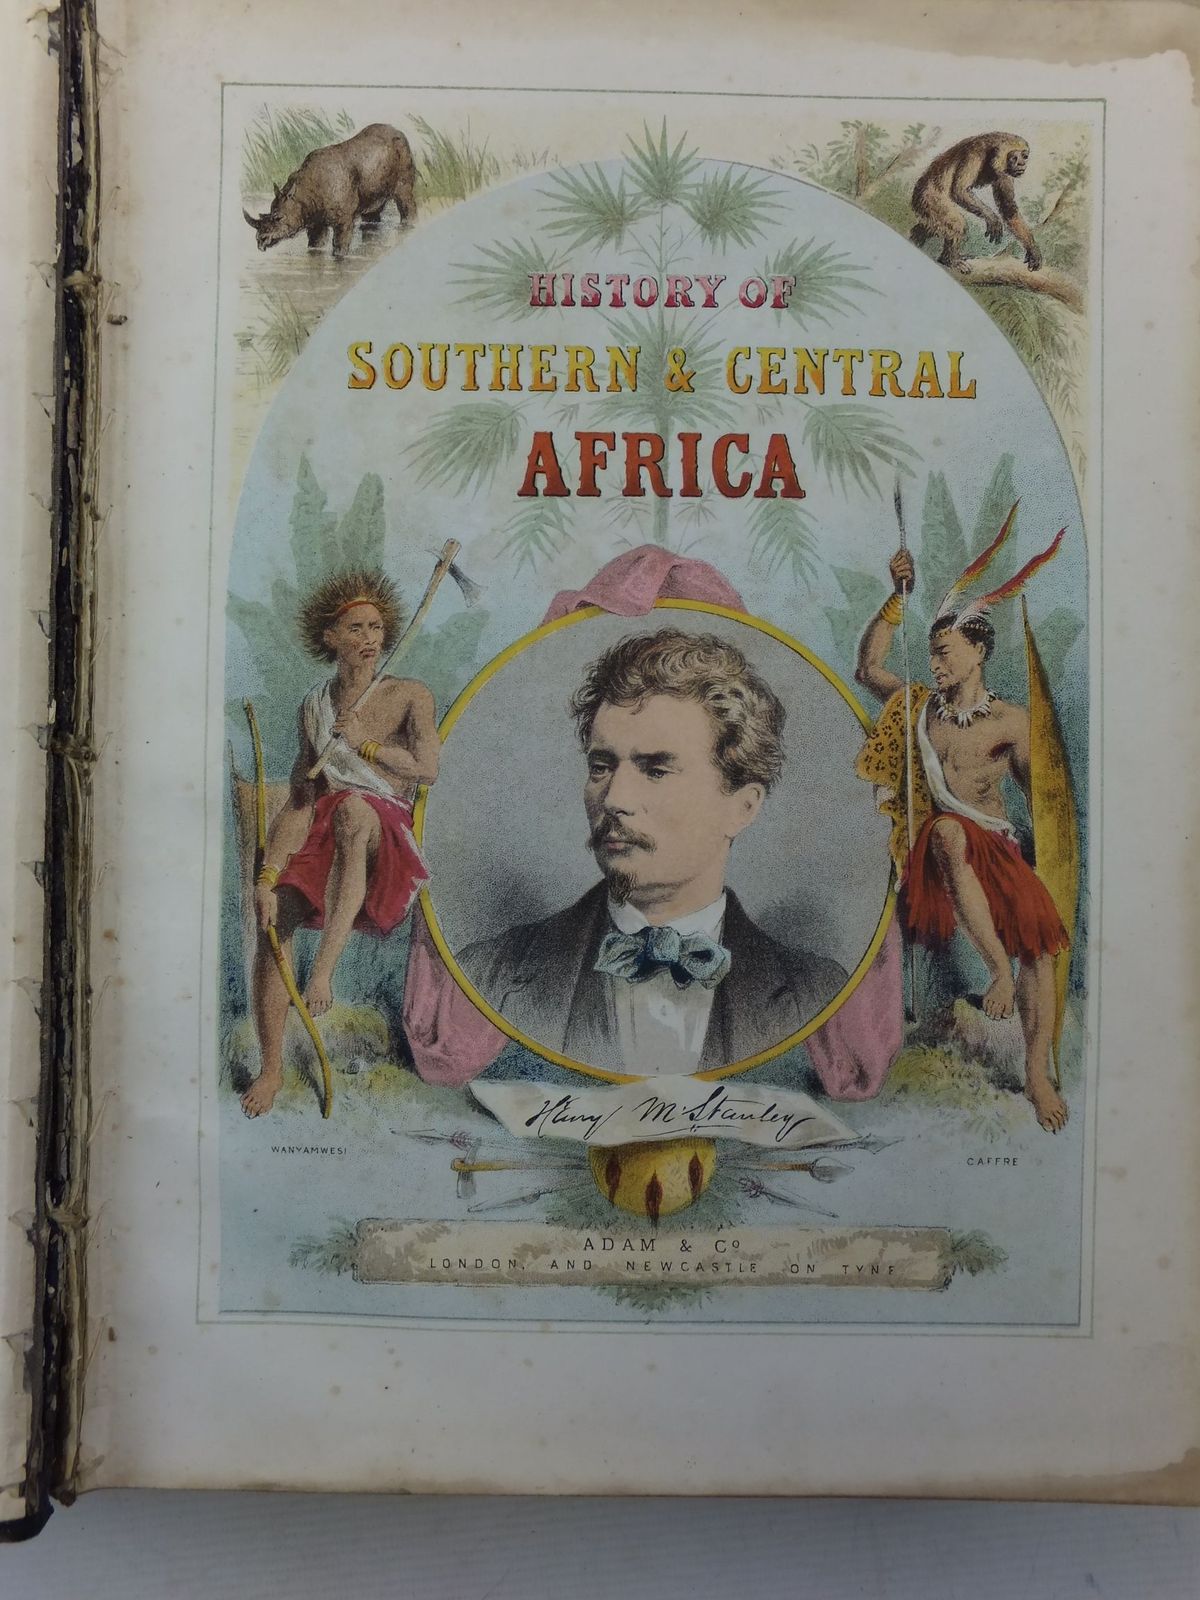 HISTORY OF
SOUTHERN & CENTRAL
AFRICA
Henry M. Stanley
WANYAMWESI
CAFFRE
ADAM & Co
LONDON, AND NEWCASTLE ON TYNE